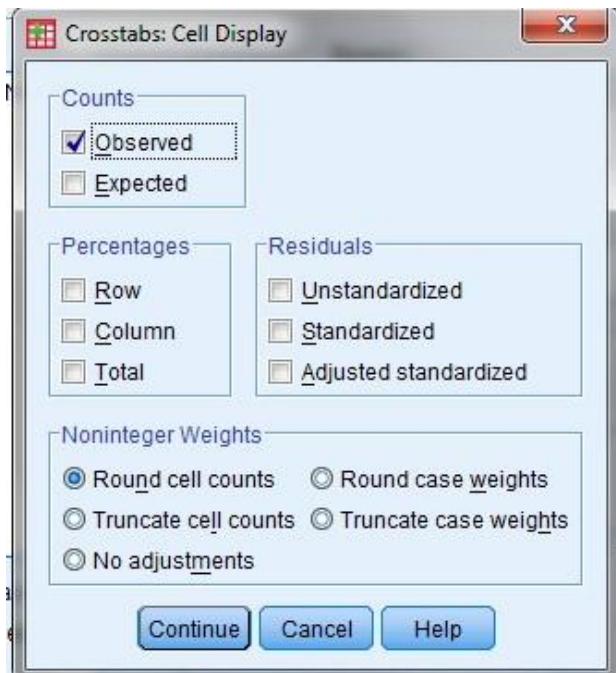 Crosstabs: Cell Display
Counts
Observed
Expected
Percentages
Row
Column
Total
Residuals
Unstandardized
Standardized
Adjusted standardized
Noninteger Weights
Round cell counts
Round case weights
Truncate cell counts
Truncate case weights
No adjustments
Continue
Cancel
Help